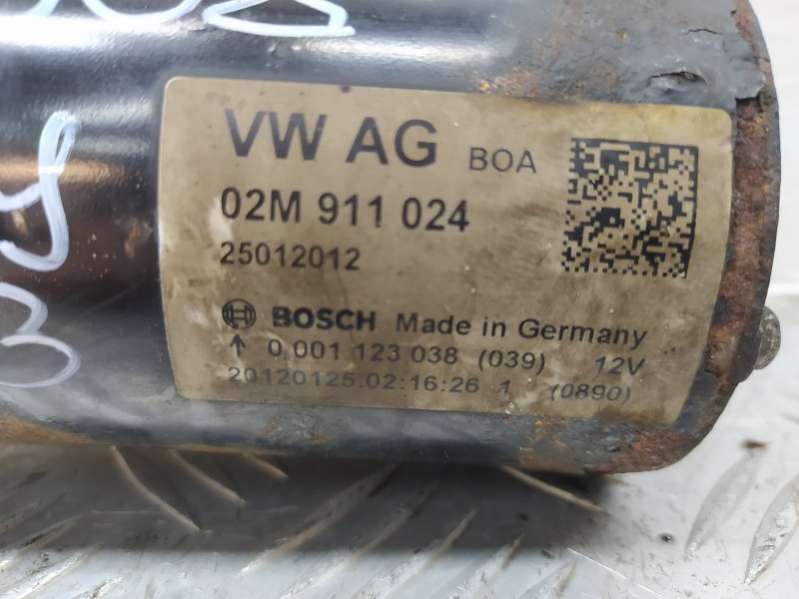 VW AG BOA
02M 911 024
25012012
BOSCH Made in Germany
↑ 0 001 123 038 (039) 12V
20120125.02:16:26 1 (0890)